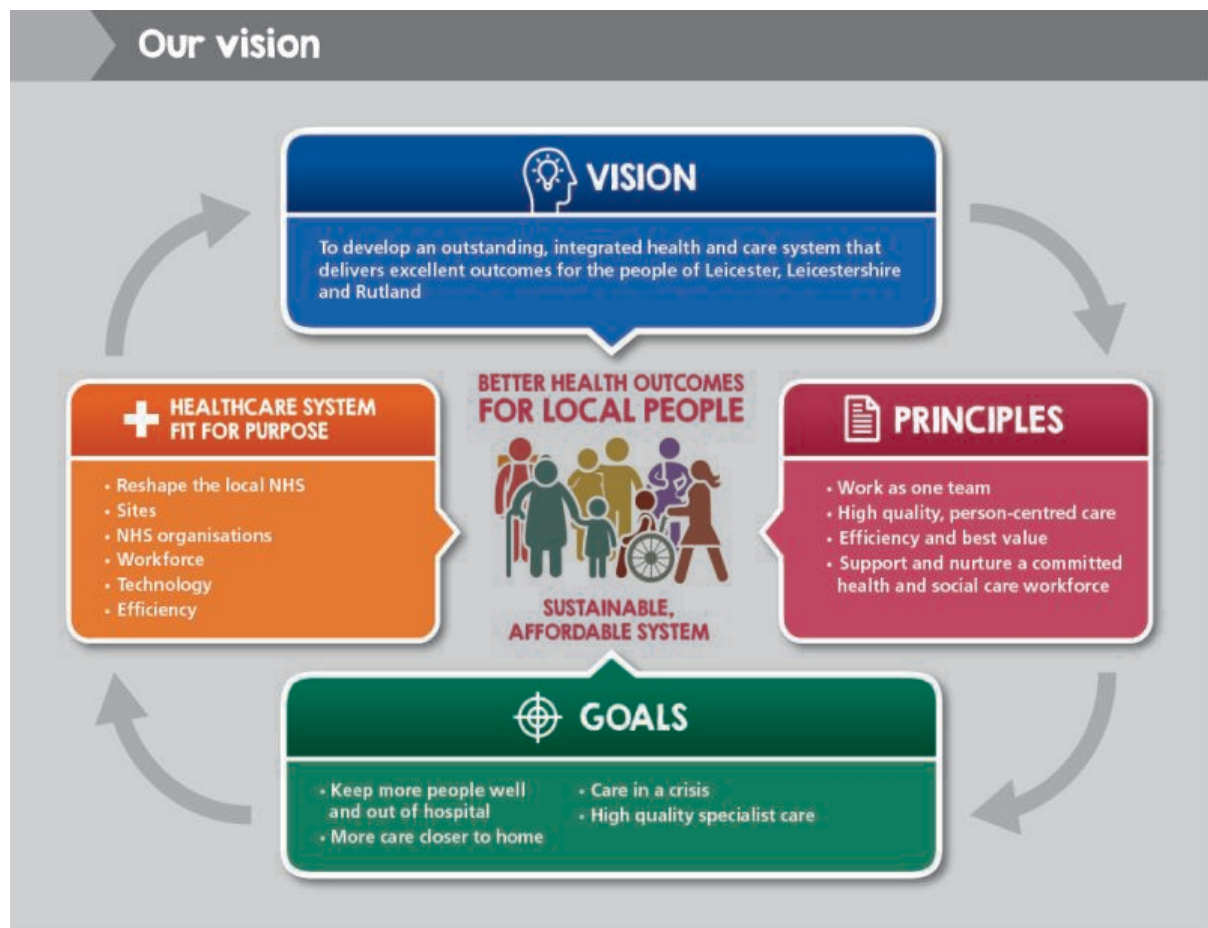 Our vision
VISION
To develop an outstanding, integrated health and care system that
delivers excellent outcomes for the people of Leicester, Leicestershire
and Rutland
HEALTHCARE SYSTEM
FIT FOR PURPOSE
• Reshape the local NHS
• Sites
• NHS organisations
• Workforce
• Technology
• Efficiency
BETTER HEALTH OUTCOMES
FOR LOCAL PEOPLE
SUSTAINABLE,
AFFORDABLE SYSTEM
PRINCIPLES
• Work as one team
• High quality, person-centred care
• Efficiency and best value
• Support and nurture a committed
health and social care workforce
GOALS
• Keep more people well
and out of hospital
• More care closer to home
• Care in a crisis
• High quality specialist care